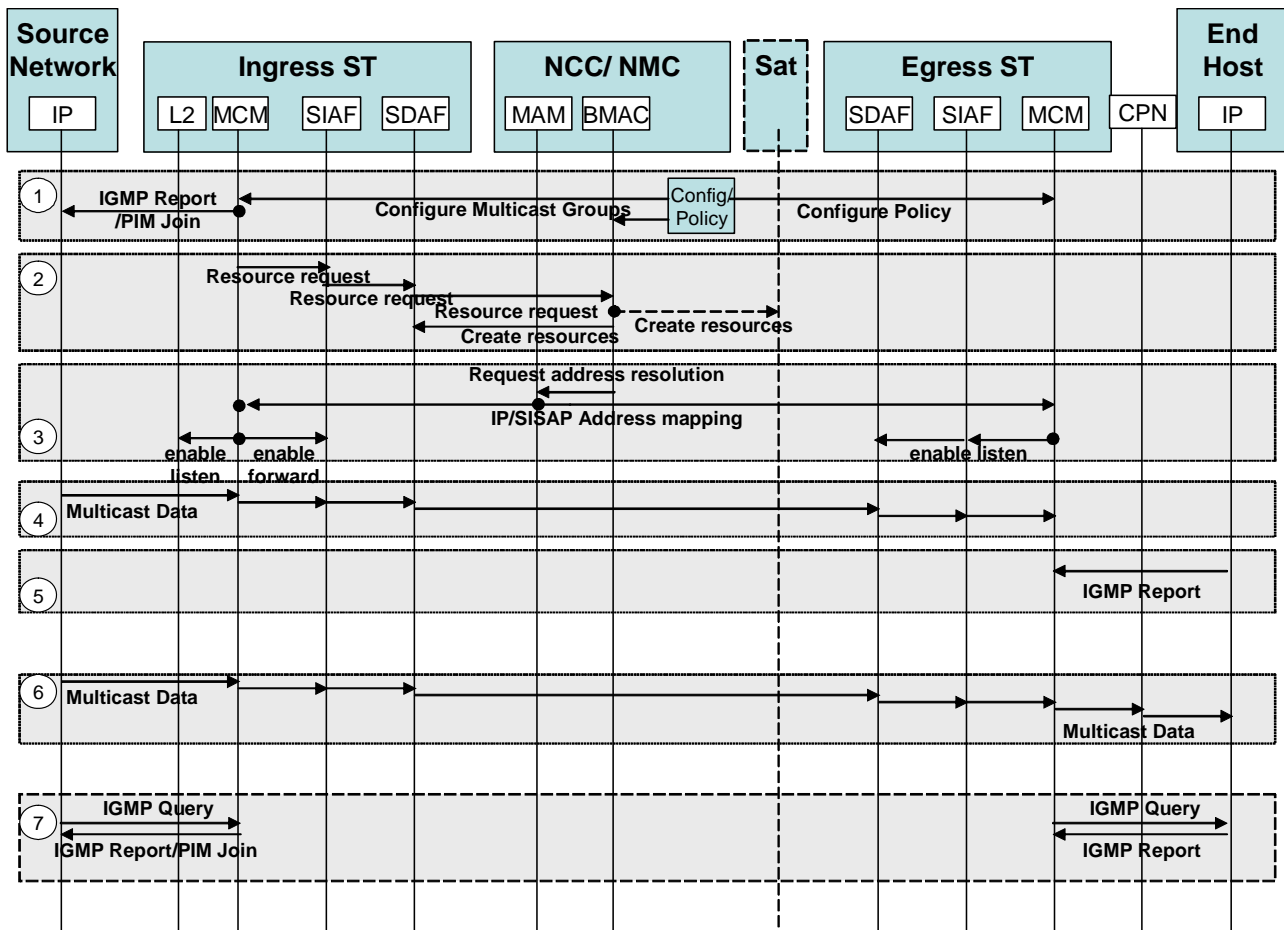 Source
Network
Ingress ST
NCC/ NMC
Sat
Egress ST
End
Host
IP
L2
MCM
SIAF
SDAF
MAM
BMAC
SDAF
SIAF
MCM
CPN
IP
1
IGMP Report
/PIM Join
Configure Multicast Groups
Config/
Policy
Configure Policy
2
Resource request
Resource request
Resource request
Create resources
Create resources
Request address resolution
IP/SISAP Address mapping
3
enable
listen
enable
forward
enable listen
4
Multicast Data
5
IGMP Report
6
Multicast Data
Multicast Data
7
IGMP Query
IGMP Report/PIM Join
IGMP Query
IGMP Report